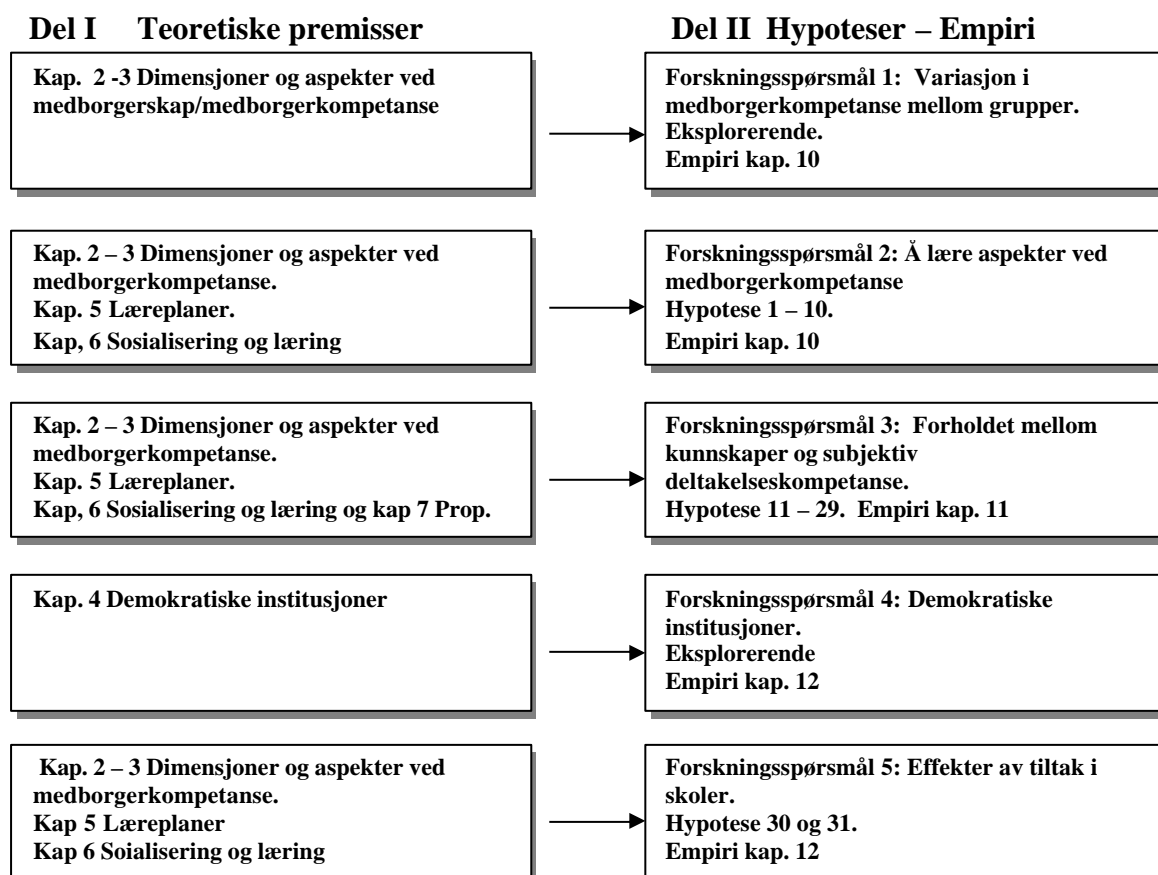 Del I Teoretiske premisser
Del II Hypoteser – Empiri
Kap. 2 -3 Dimensjoner og aspekter ved
medborgerskap/medborgerkompetanse
Forskningsspørsmål 1: Variasjon i
medborgerkompetanse mellom grupper.
Eksplorerende.
Empiri kap. 10
Kap. 2 – 3 Dimensjoner og aspekter ved
medborgerkompetanse.
Kap. 5 Læreplaner.
Kap, 6 Sosialisering og læring
Forskningsspørsmål 2: Å lære aspekter ved
medborgerkompetanse
Hypotese 1 – 10.
Empiri kap. 10
Kap. 2 – 3 Dimensjoner og aspekter ved
medborgerkompetanse.
Kap. 5 Læreplaner.
Kap, 6 Sosialisering og læring og kap 7 Prop.
Forskningsspørsmål 3: Forholdet mellom
kunnskaper og subjektiv
deltakelseskompetanse.
Hypotese 11 – 29. Empiri kap. 11
Kap. 4 Demokratiske institusjoner
Forskningsspørsmål 4: Demokratiske
institusjoner.
Eksplorerende
Empiri kap. 12
Kap. 2 – 3 Dimensjoner og aspekter ved
medborgerkompetanse.
Kap 5 Læreplaner
Kap 6 Soialisering og læring
Forskningsspørsmål 5: Effekter av tiltak i
skoler.
Hypotese 30 og 31.
Empiri kap. 12